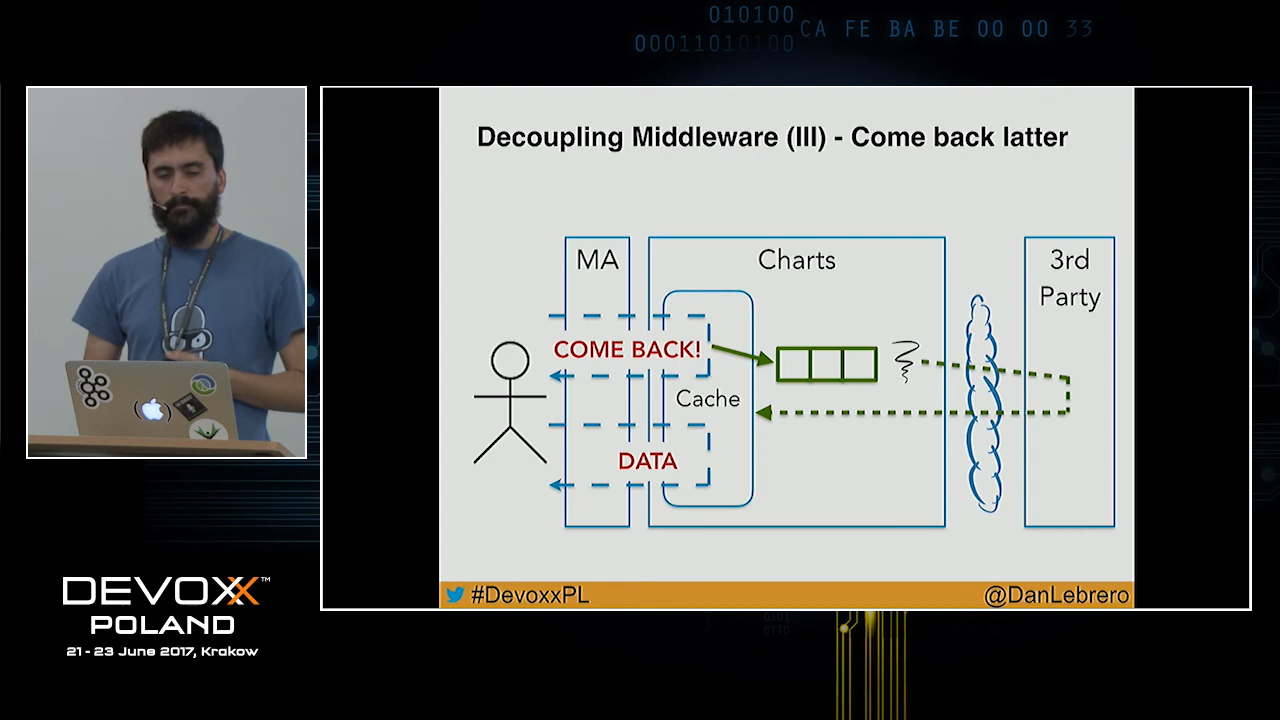 010100
00011010100
CA FE BA BE 00 00 33
Decoupling Middleware (III) - Come back latter
MA
Charts
3rd
Party
COME BACK!
Cache
DATA
#DevoxxPL
@DanLebrero
DEVOXX™
POLAND
21 - 23 June 2017, Krakow